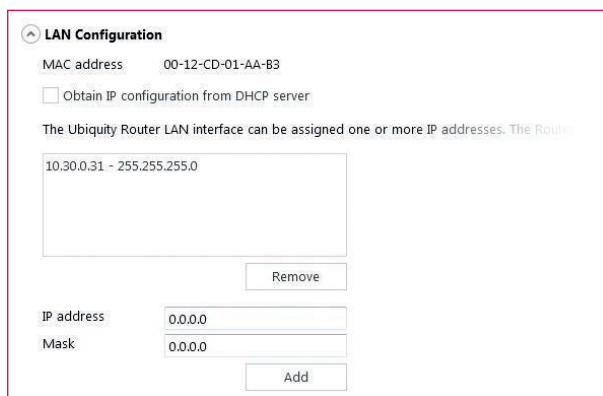 LAN Configuration
MAC address 00-12-CD-01-AA-B3
Obtain IP configuration from DHCP server
The Ubiquity Router LAN interface can be assigned one or more IP addresses. The Route
10.30.0.31 - 255.255.255.0
Remove
IP address 0.0.0.0
Mask 0.0.0.0
Add